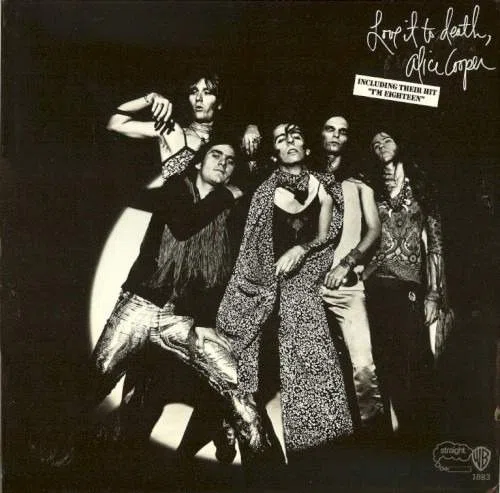 Love it to death,
Alice Cooper
INCLUDING THEIR HIT
"I'M EIGHTEEN"
straight
WB
1883